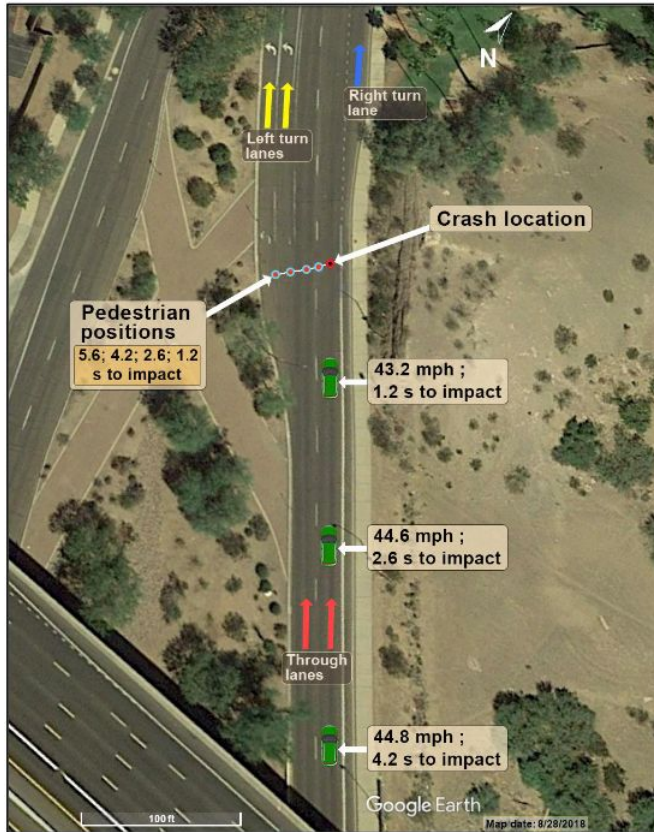 N
Right turn
lane
Left turn
lanes
Crash location
Pedestrian
positions
5.6; 4.2; 2.6; 1.2
s to impact
43.2 mph ;
1.2 s to impact
44.6 mph ;
2.6 s to impact
Through
lanes
44.8 mph ;
4.2 s to impact
100 ft
Google Earth
Map date: 8/28/2018